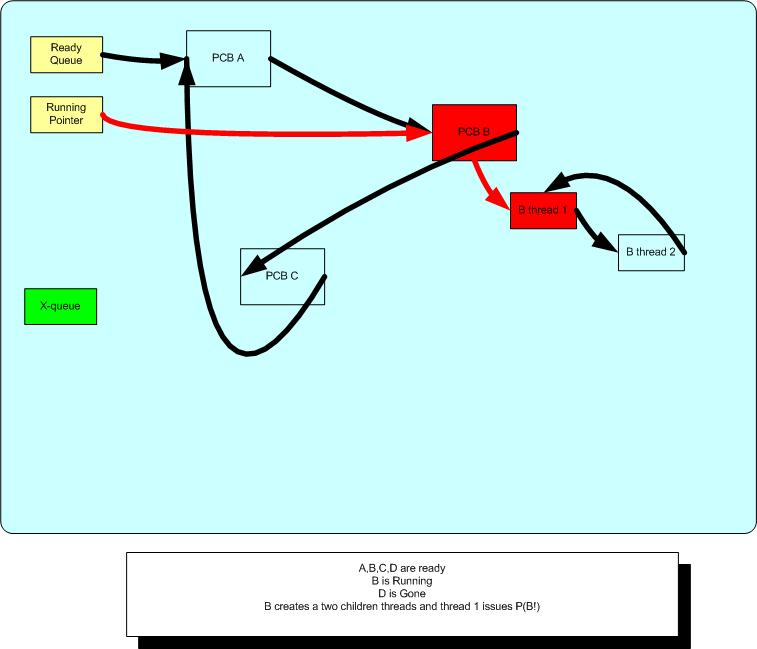 Ready
Queue
PCB A
Running
Pointer
PCB B
B thread 1
B thread 2
PCB C
X-queue
A,B,C,D are ready
B is Running
D is Gone
B creates a two children threads and thread 1 issues P(B!)